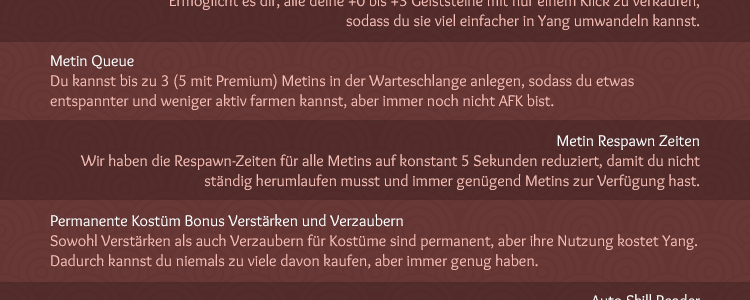 Ermöglicht es dir, alle deine +0 bis +3 Geiststeine mit nur einem Klick zu verkaufen,
sodass du sie viel einfacher in Yang umwandeln kannst.
Metin Queue
Du kannst bis zu 3 (5 mit Premium) Metins in der Warteschlange anlegen, sodass du etwas
entspannter und weniger aktiv farmen kannst, aber immer noch nicht AFK bist.
Metin Respawn Zeiten
Wir haben die Respawn-Zeiten für alle Metins auf konstant 5 Sekunden reduziert, damit du nicht
ständig herumlaufen musst und immer genügend Metins zur Verfügung hast.
Permanente Kostüm Bonus Verstärken und Verzaubern
Sowohl Verstärken als auch Verzaubern für Kostüme sind permanent, aber ihre Nutzung kostet Yang.
Dadurch kannst du niemals zu viele davon kaufen, aber immer genug haben.
Auto Skill Reader